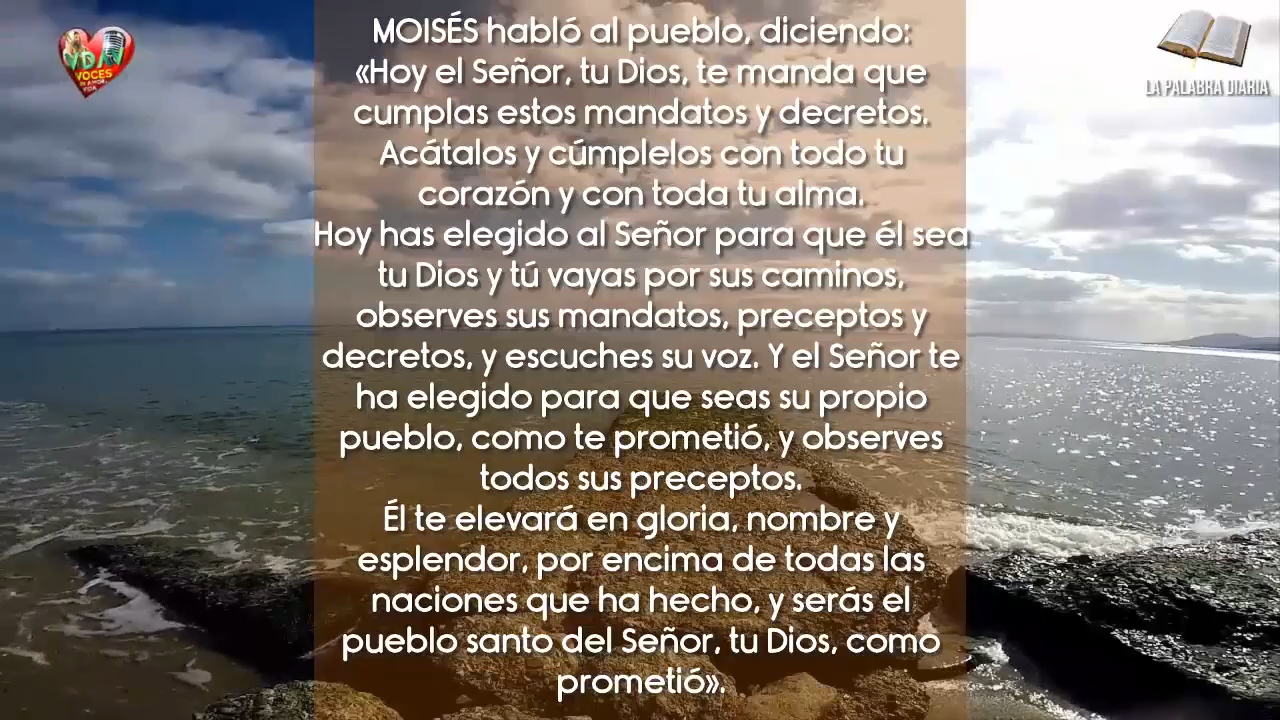 VDAV
VOCES
DE AMOR
VIDA
LA PALABRA DIARIA
MOISÉS habló al pueblo, diciendo:
«Hoy el Señor, tu Dios, te manda que
cumplas estos mandatos y decretos.
Acátalos y cúmplelos con todo tu
corazón y con toda tu alma.
Hoy has elegido al Señor para que él sea
tu Dios y tú vayas por sus caminos,
observes sus mandatos, preceptos y
decretos, y escuches su voz. Y el Señor te
ha elegido para que seas su propio
pueblo, como te prometió, y observes
todos sus preceptos.
Él te elevará en gloria, nombre y
esplendor, por encima de todas las
naciones que ha hecho, y serás el
pueblo santo del Señor, tu Dios, como
prometió».